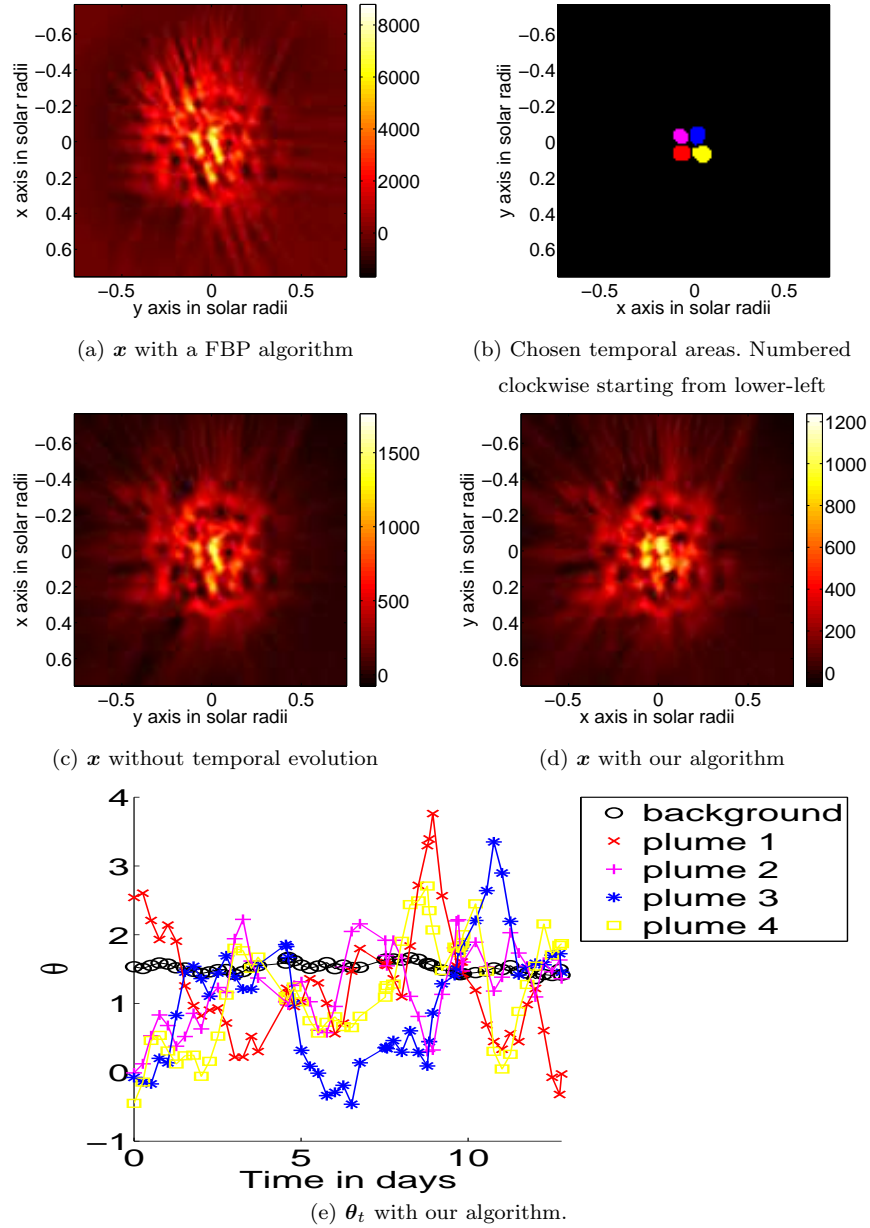 −0.6
−0.4
−0.2
0
0.2
0.4
0.6
x axis in solar radii
−0.5 0 0.5
y axis in solar radii
8000
6000
4000
2000
0
(a) x with a FBP algorithm
−0.6
−0.4
−0.2
0
0.2
0.4
0.6
y axis in solar radii
−0.5 0 0.5
x axis in solar radii
(b) Chosen temporal areas. Numbered
clockwise starting from lower-left
−0.6
−0.4
−0.2
0
0.2
0.4
0.6
x axis in solar radii
−0.5 0 0.5
y axis in solar radii
1500
1000
500
0
(c) x without temporal evolution
−0.6
−0.4
−0.2
0
0.2
0.4
0.6
y axis in solar radii
−0.5 0 0.5
x axis in solar radii
1200
1000
800
600
400
200
0
(d) x with our algorithm
4
3
2
1
0
−1
θ
0 5 10
Time in days
background
plume 1
plume 2
plume 3
plume 4
(e) θt with our algorithm.